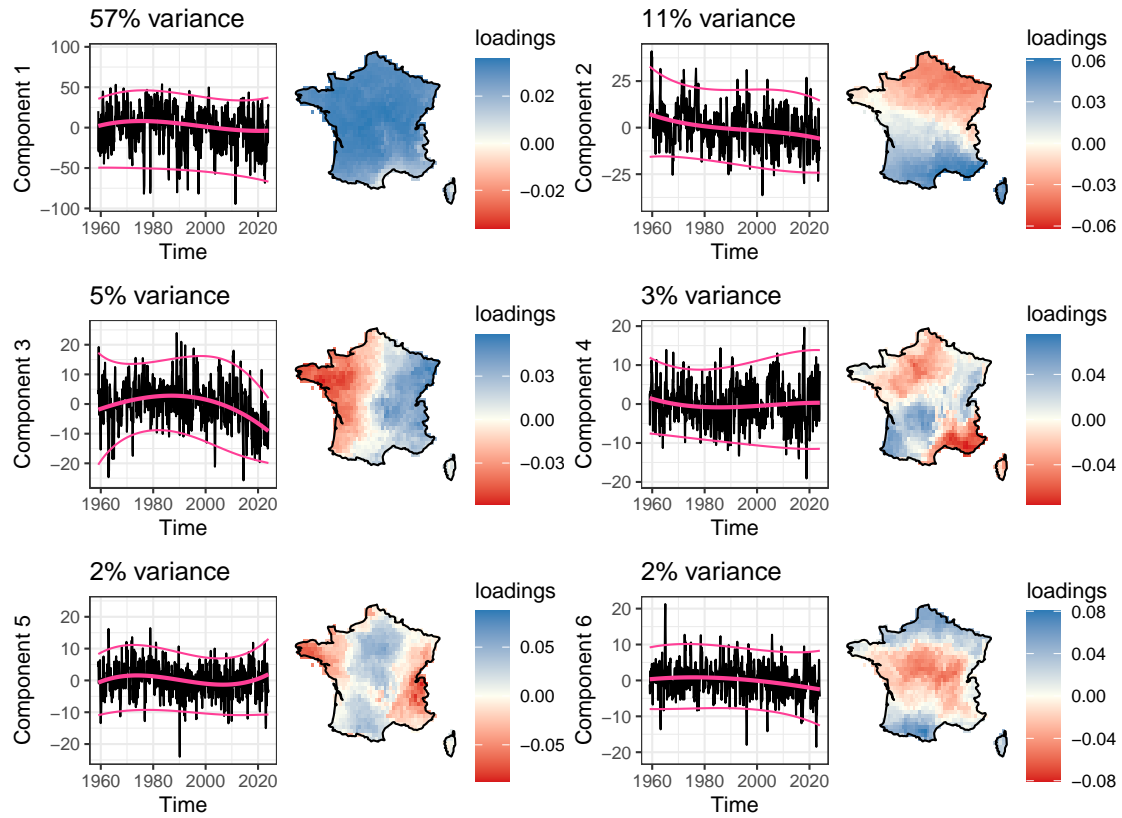 57% variance
Component 1
100
50
0
−50
−100
1960 1980 2000 2020
Time
loadings
0.02
0.00
−0.02
11% variance
Component 2
25
0
−25
1960 1980 2000 2020
Time
loadings
0.06
0.03
0.00
−0.03
−0.06
5% variance
Component 3
20
10
0
−10
−20
1960 1980 2000 2020
Time
loadings
0.03
0.00
−0.03
3% variance
Component 4
20
10
0
−10
−20
1960 1980 2000 2020
Time
loadings
0.04
0.00
−0.04
2% variance
Component 5
20
10
0
−10
−20
1960 1980 2000 2020
Time
loadings
0.05
0.00
−0.05
2% variance
Component 6
20
10
0
−10
−20
1960 1980 2000 2020
Time
loadings
0.08
0.04
0.00
−0.04
−0.08